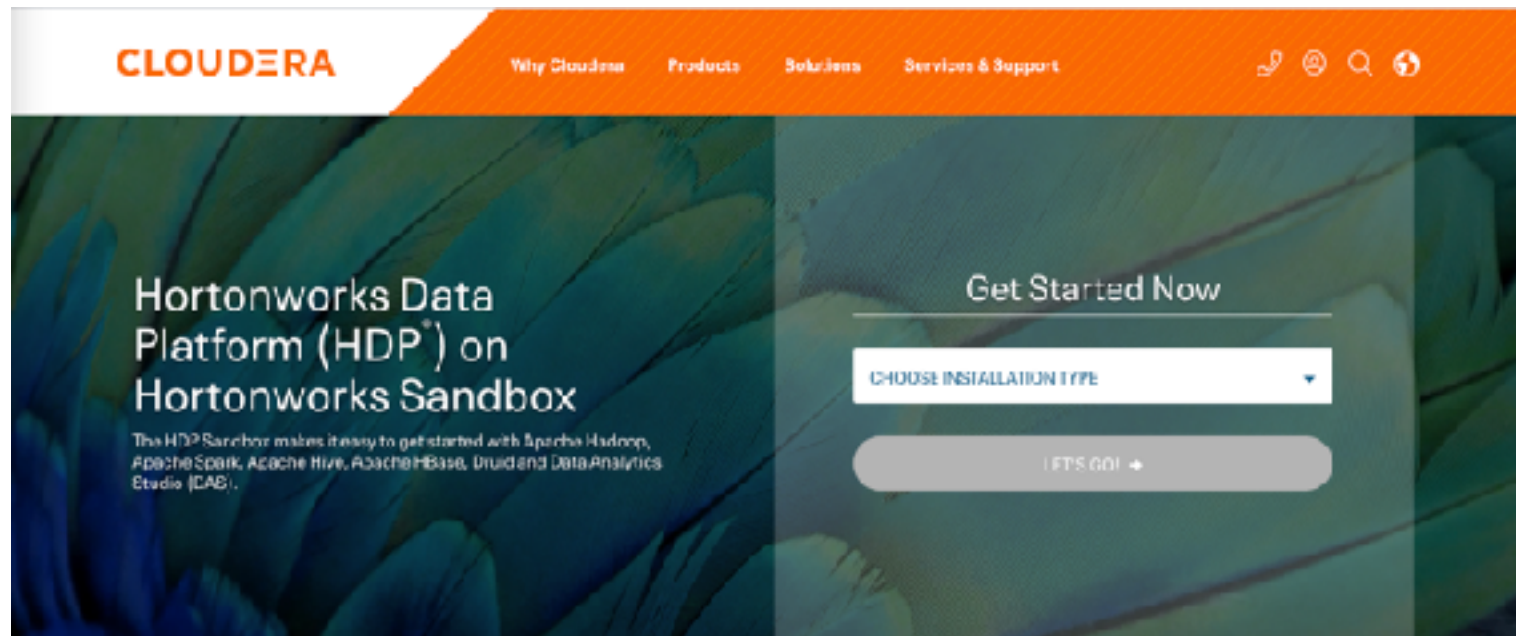 CLOUDERA
Why Cloudera Products Solutions Services & Support
Hortonworks Data
Platform (HDP®) on
Hortonworks Sandbox
The HDP Sandbox makes it easy to get started with Apache Hadoop,
Apache Spark, Apache Hive, Apache HBase, Druid and Data Analytics
Studio (DAS).
Get Started Now
CHOOSE INSTALLATION TYPE
LET'S GO!